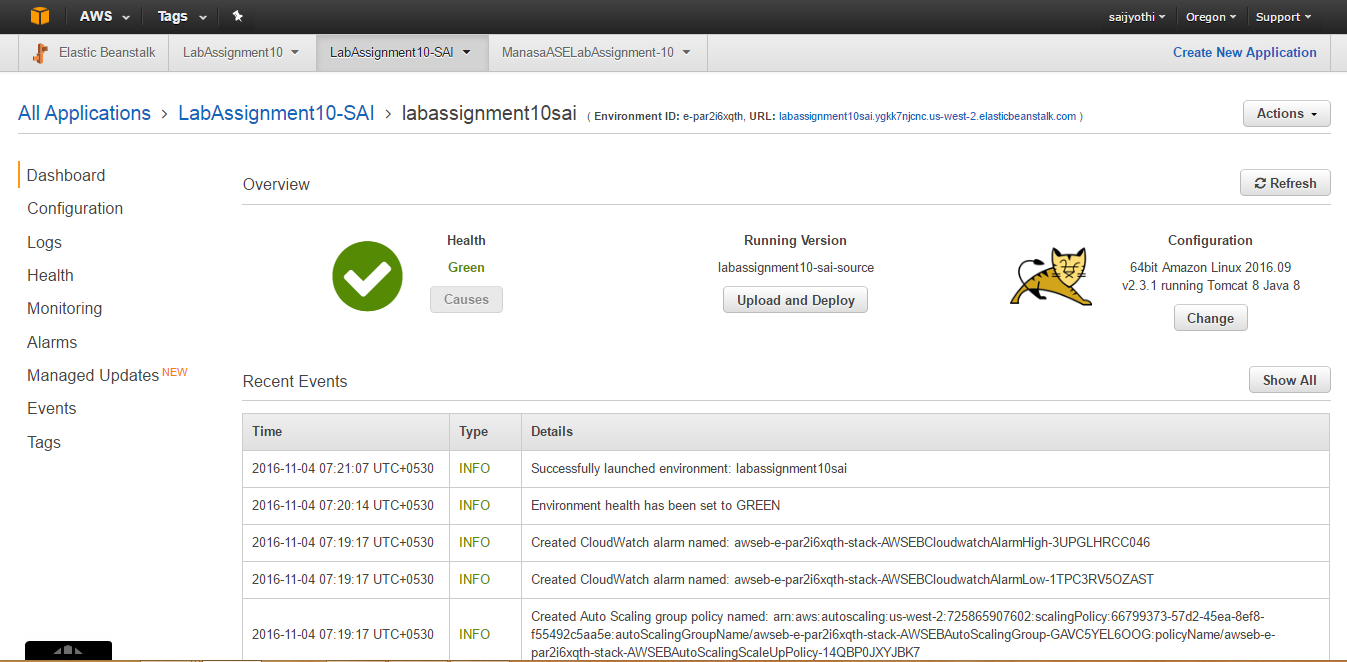 AWS Tags saijyothi Oregon Support
Elastic Beanstalk LabAssignment10 LabAssignment10-SAI ManasaASELabAssignment-10 Create New Application
All Applications > LabAssignment10-SAI > labassignment10sai ( Environment ID: e-par2i6xqth, URL: labassignment10sai.ygkk7njcnc.us-west-2.elasticbeanstalk.com ) Actions
Dashboard
Configuration
Logs
Health
Monitoring
Alarms
Managed Updates NEW
Events
Tags
Overview Refresh
Health
Green
Causes
Running Version
labassignment10-sai-source
Upload and Deploy
Configuration
64bit Amazon Linux 2016.09
v2.3.1 running Tomcat 8 Java 8
Change
Recent Events Show All
Time Type Details
2016-11-04 07:21:07 UTC+0530 INFO Successfully launched environment: labassignment10sai
2016-11-04 07:20:14 UTC+0530 INFO Environment health has been set to GREEN
2016-11-04 07:19:17 UTC+0530 INFO Created CloudWatch alarm named: awseb-e-par2i6xqth-stack-AWSEBCloudwatchAlarmHigh-3UPGLHRCC046
2016-11-04 07:19:17 UTC+0530 INFO Created CloudWatch alarm named: awseb-e-par2i6xqth-stack-AWSEBCloudwatchAlarmLow-1TPC3RV5OZAST
2016-11-04 07:19:17 UTC+0530 INFO Created Auto Scaling group policy named: arn:aws:autoscaling:us-west-2:725865907602:scalingPolicy:66799373-57d2-45ea-8ef8-
f55492c5aa5e:autoScalingGroupName/awseb-e-par2i6xqth-stack-AWSEBAutoScalingGroup-GAVC5YEL6OOG:policyName/awseb-e-
par2i6xqth-stack-AWSEBAutoScalingScaleUpPolicy-14QBP0JXYJBK7